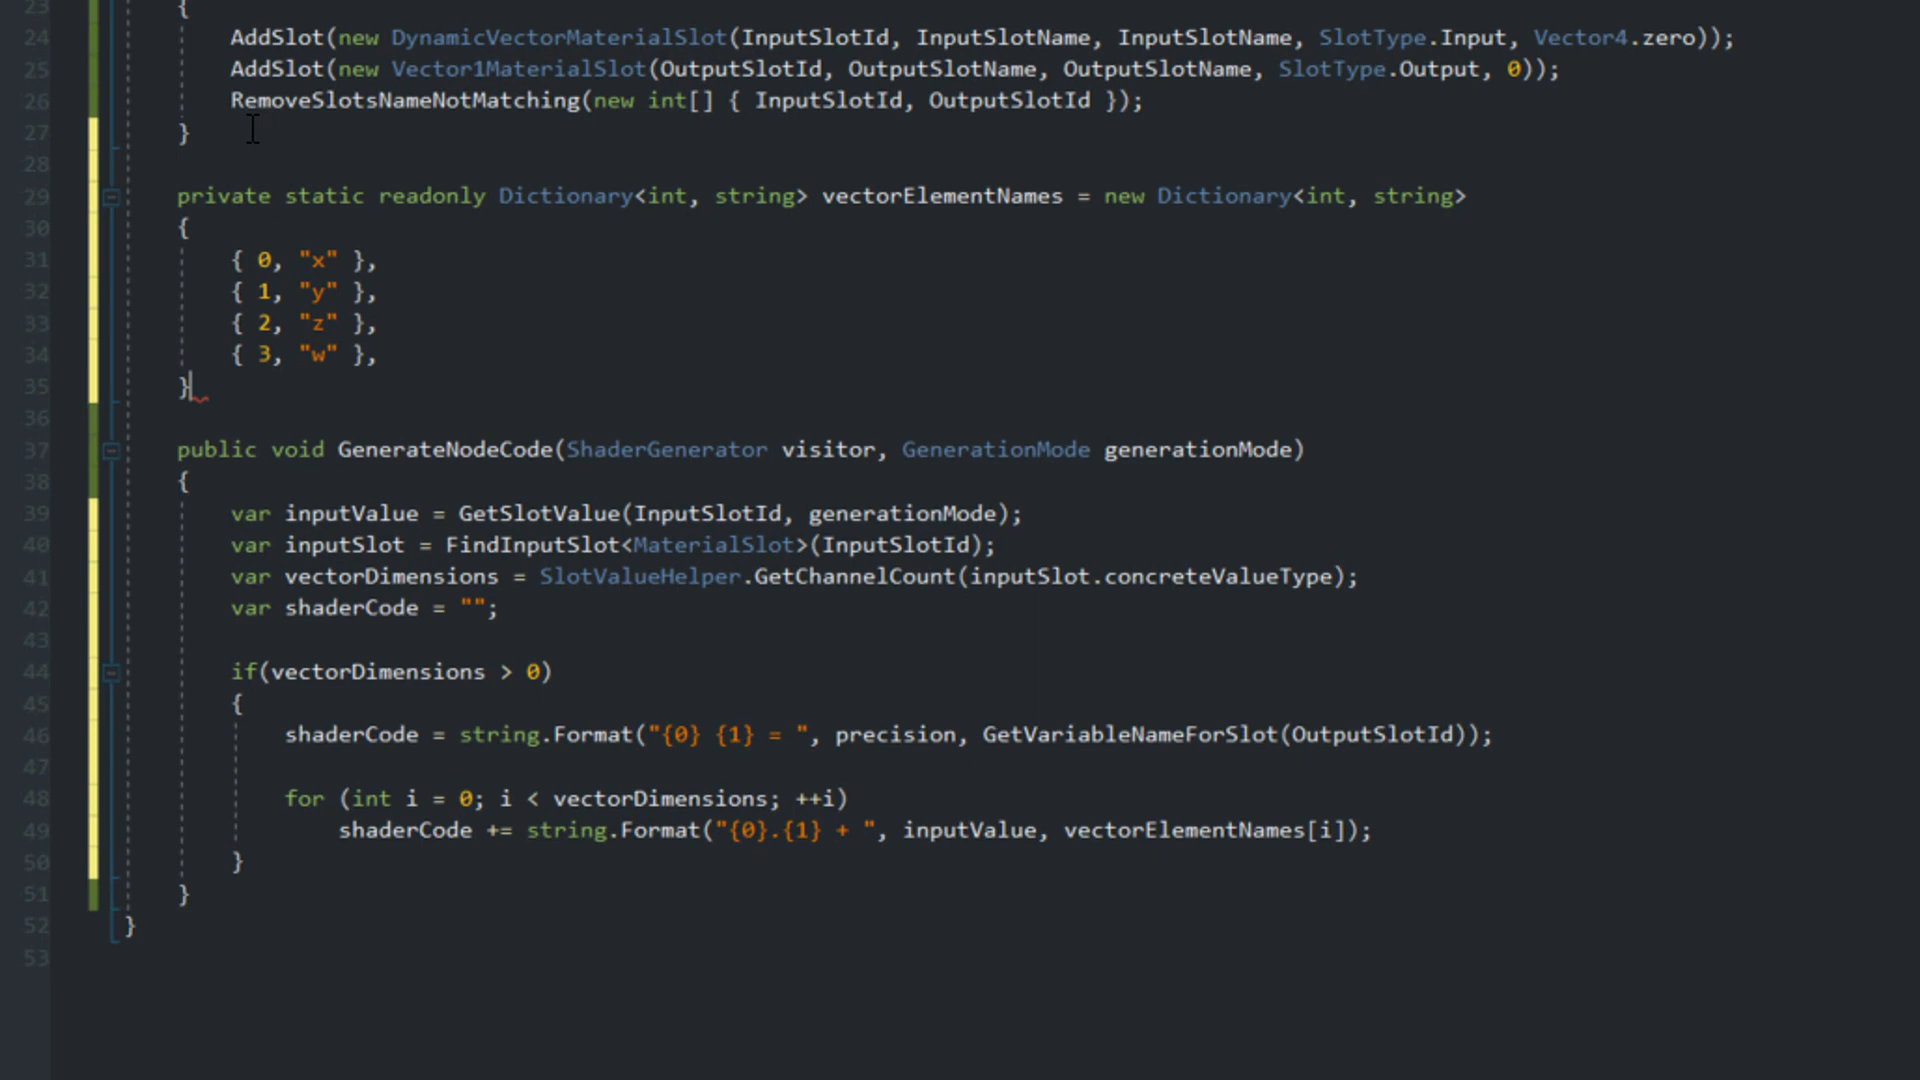 23 {
24 AddSlot(new DynamicVectorMaterialSlot(InputSlotId, InputSlotName, InputSlotName, SlotType.Input, Vector4.zero));
25 AddSlot(new Vector1MaterialSlot(OutputSlotId, OutputSlotName, OutputSlotName, SlotType.Output, 0));
26 RemoveSlotsNameNotMatching(new int[] { InputSlotId, OutputSlotId });
27 }
28
29 private static readonly Dictionary<int, string> vectorElementNames = new Dictionary<int, string>
30 {
31 { 0, "x" },
32 { 1, "y" },
33 { 2, "z" },
34 { 3, "w" },
35 }
36
37 public void GenerateNodeCode(ShaderGenerator visitor, GenerationMode generationMode)
38 {
39 var inputValue = GetSlotValue(InputSlotId, generationMode);
40 var inputSlot = FindInputSlot<MaterialSlot>(InputSlotId);
41 var vectorDimensions = SlotValueHelper.GetChannelCount(inputSlot.concreteValueType);
42 var shaderCode = "";
43
44 if(vectorDimensions > 0)
45 {
46 shaderCode = string.Format("{0} {1} = ", precision, GetVariableNameForSlot(OutputSlotId));
47
48 for (int i = 0; i < vectorDimensions; ++i)
49 shaderCode += string.Format("{0}.{1} + ", inputValue, vectorElementNames[i]);
50 }
51 }
52 }
53